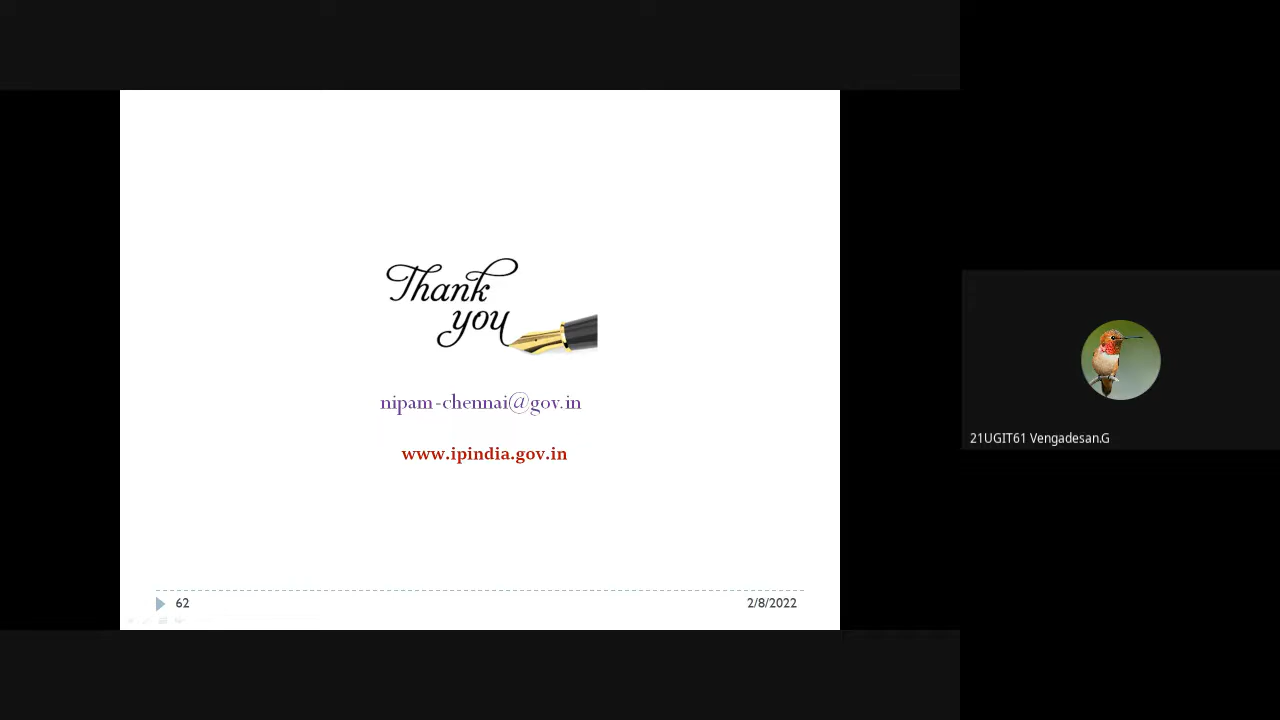 Thank
you
nipam-chennai@gov.in
www.ipindia.gov.in
62
2/8/2022
21UGIT61 Vengadesan.G